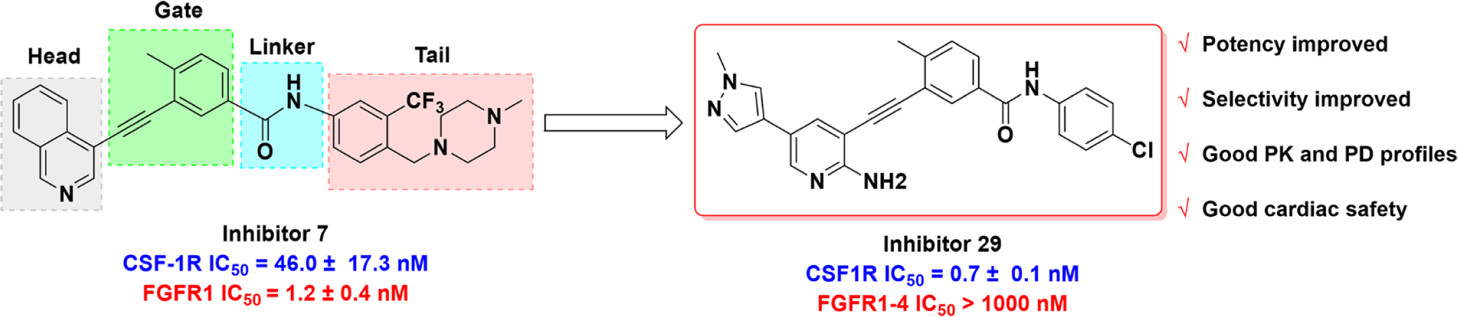 Gate
Head
Linker
Tail
H
N
O
CF3
N
N
N
Inhibitor 7
CSF-1R IC50 = 46.0 ± 17.3 nM
FGFR1 IC50 = 1.2 ± 0.4 nM
N
N
N
NH2
H
N
O
Cl
Inhibitor 29
CSF1R IC50 = 0.7 ± 0.1 nM
FGFR1-4 IC50 > 1000 nM
√ Potency improved
√ Selectivity improved
√ Good PK and PD profiles
√ Good cardiac safety